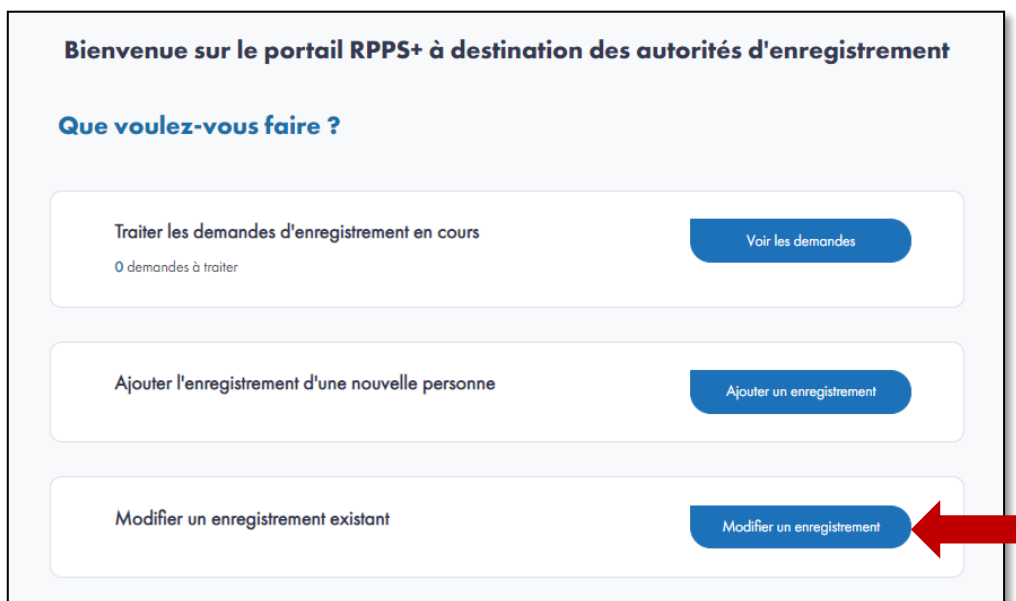 Bienvenue sur le portail RPPS+ à destination des autorités d'enregistrement
Que voulez-vous faire ?
Traiter les demandes d'enregistrement en cours
Voir les demandes
0 demandes à traiter
Ajouter l'enregistrement d'une nouvelle personne
Ajouter un enregistrement
Modifier un enregistrement existant
Modifier un enregistrement